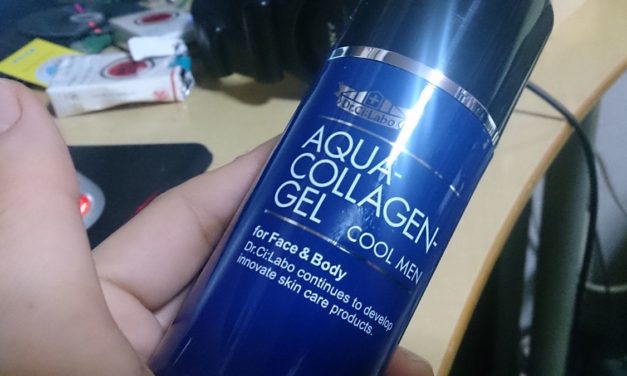 Dr.Ci:Labo
AQUA-
COLLAGEN-
GEL COOL MEN
for Face & Body
Dr.Ci:Labo continues to develop
innovate skin care products.